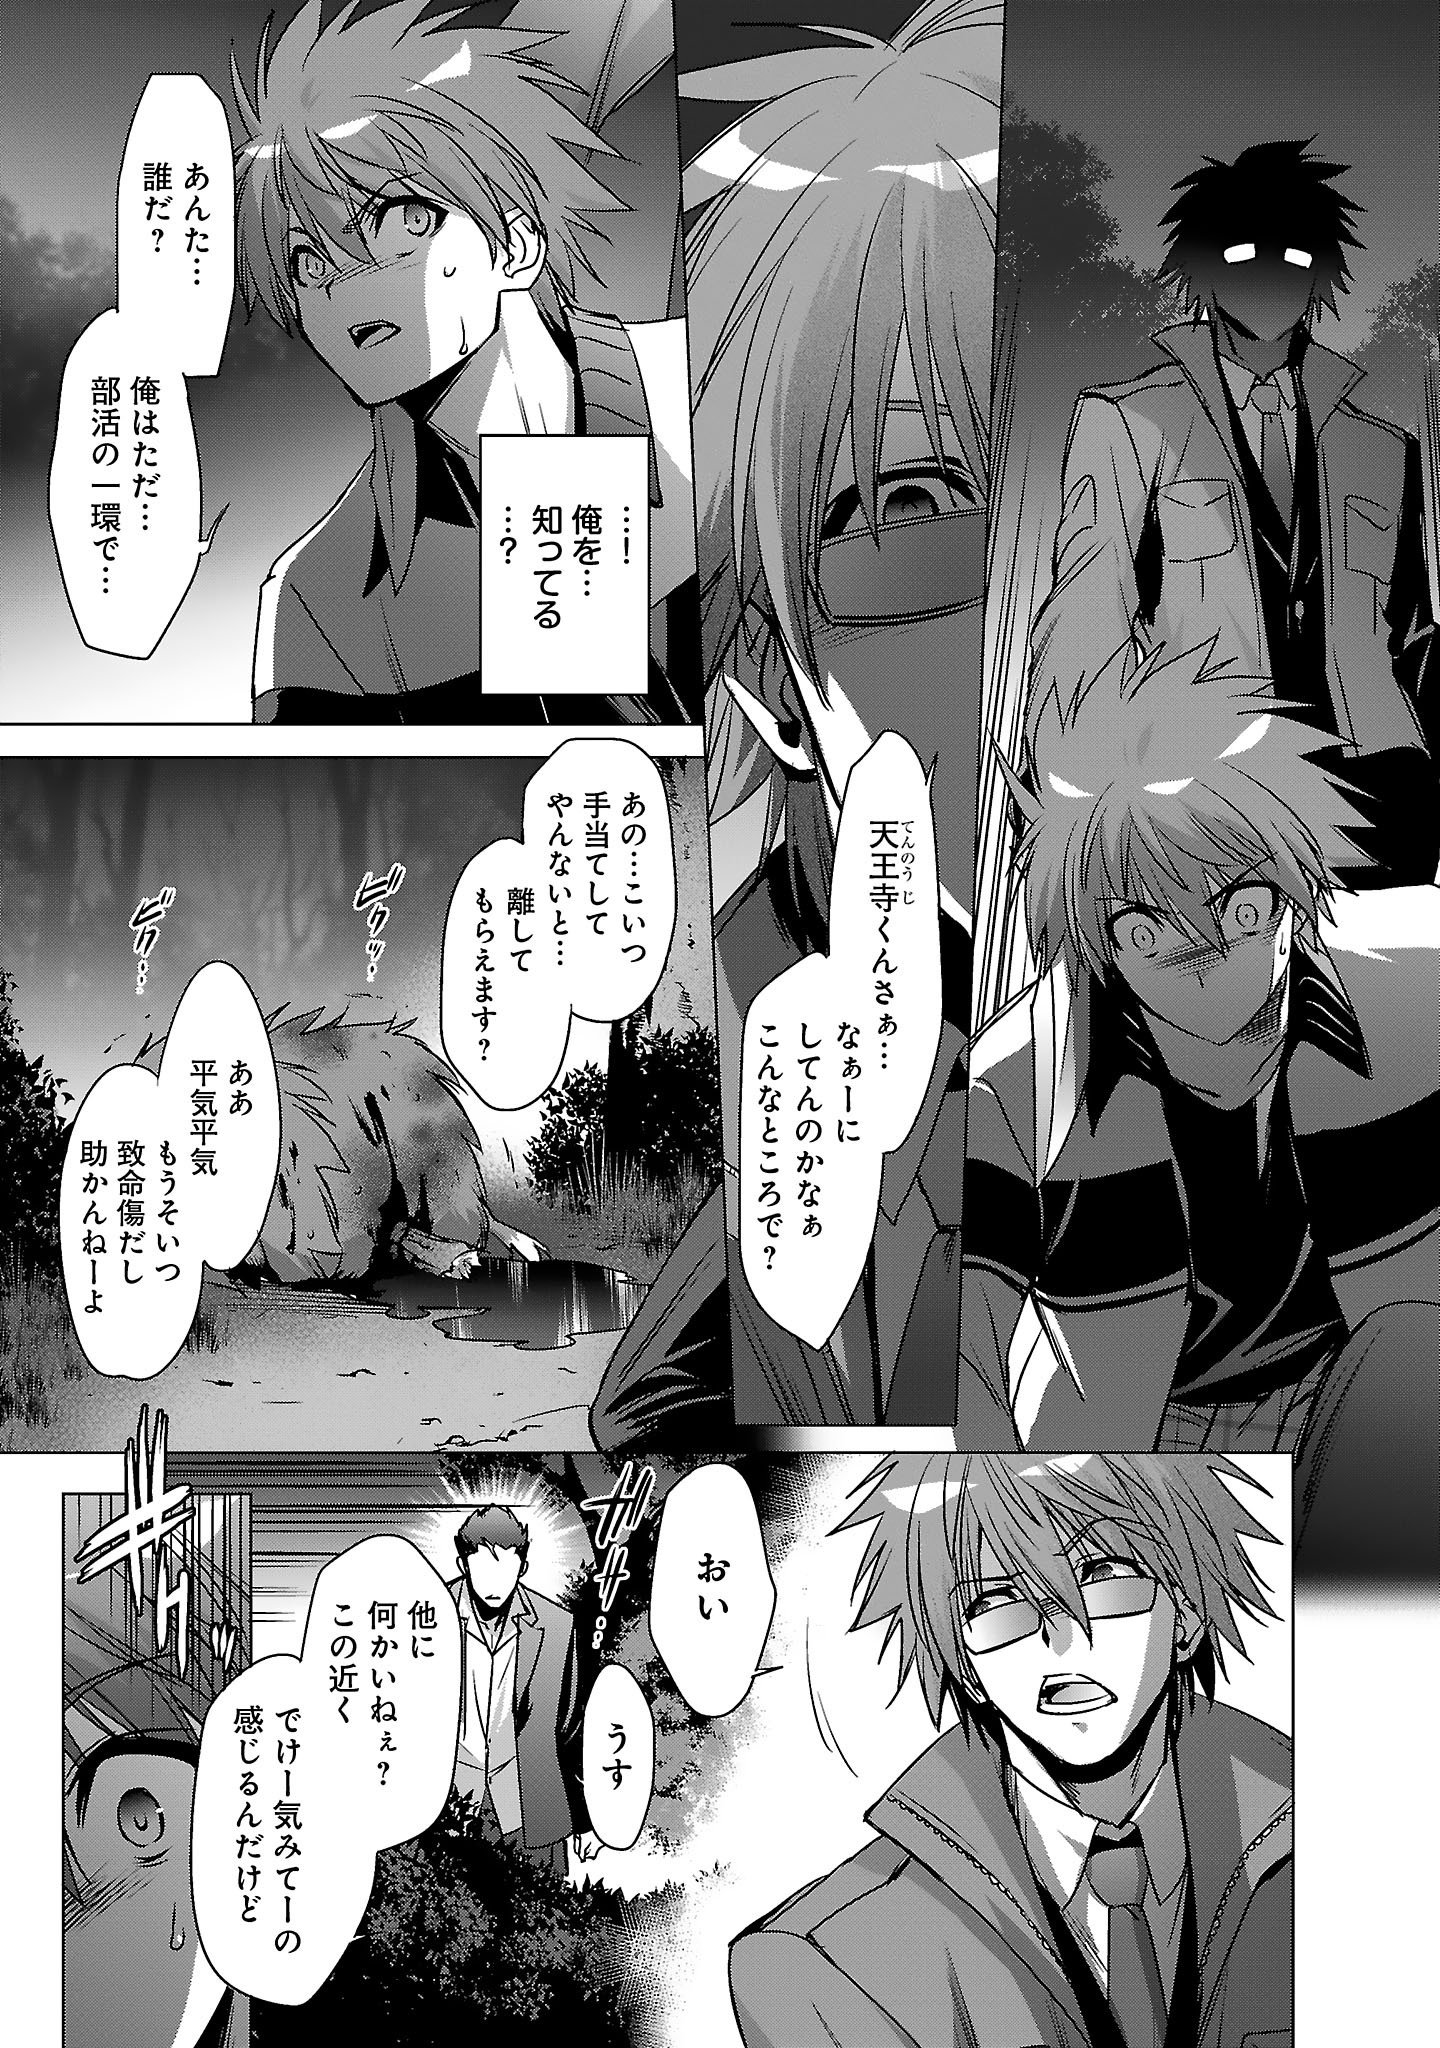 天王寺くんさぁ…
てんのうじ
なぁーに
してんのかなぁ
こんなところで?
…!
俺を…
知ってる
…?
あんた…
誰だ?
俺はただ…
部活の一環で…
あの…こいつ
手当てして
やんないと…
離して
もらえます?
ビク…
ビク…
ああ
平気平気
もうそいつ
致命傷だし
助かんねーよ
おい
うす
他に
何かいねぇ?
この近く
でけー気みてーの
感じるんだけど